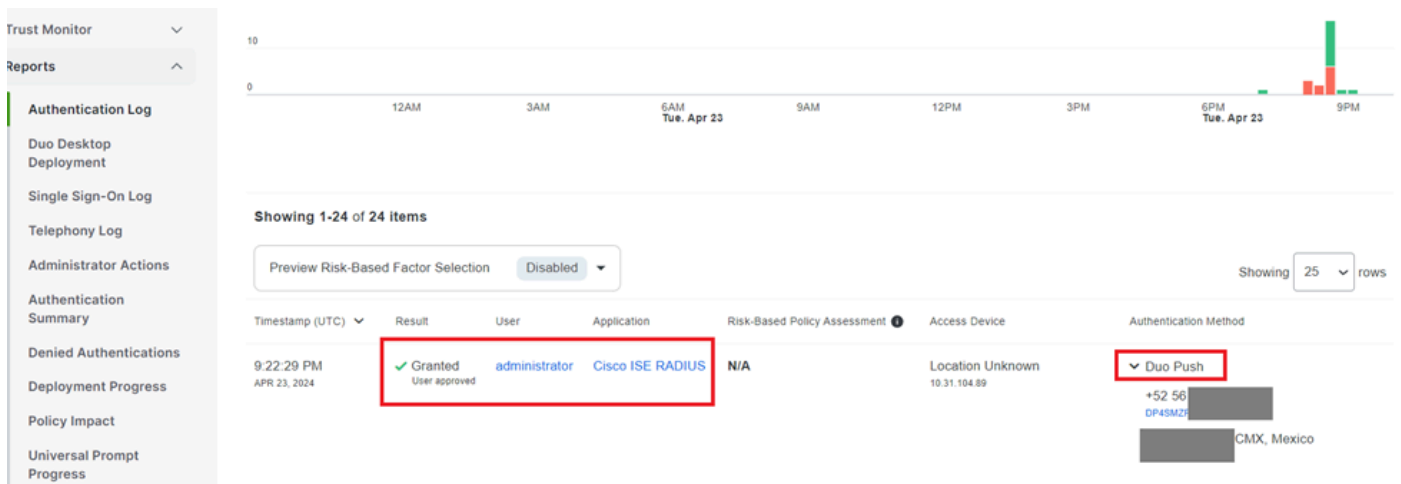 Trust Monitor
Reports
Authentication Log
Duo Desktop
Deployment
Single Sign-On Log
Telephony Log
Administrator Actions
Authentication
Summary
Denied Authentications
Deployment Progress
Policy Impact
Universal Prompt
Progress
10
0
12AM 3AM 6AM 9AM 12PM 3PM 6PM 9PM
Tue. Apr 23 Tue. Apr 23
Showing 1-24 of 24 items
Preview Risk-Based Factor Selection Disabled
Showing 25 rows
Timestamp (UTC) Result User Application Risk-Based Policy Assessment Access Device Authentication Method
9:22:29 PM Granted administrator Cisco ISE RADIUS N/A Location Unknown Duo Push
APR 23, 2024 User approved 10.31.104.89
+52 56
CMX, Mexico